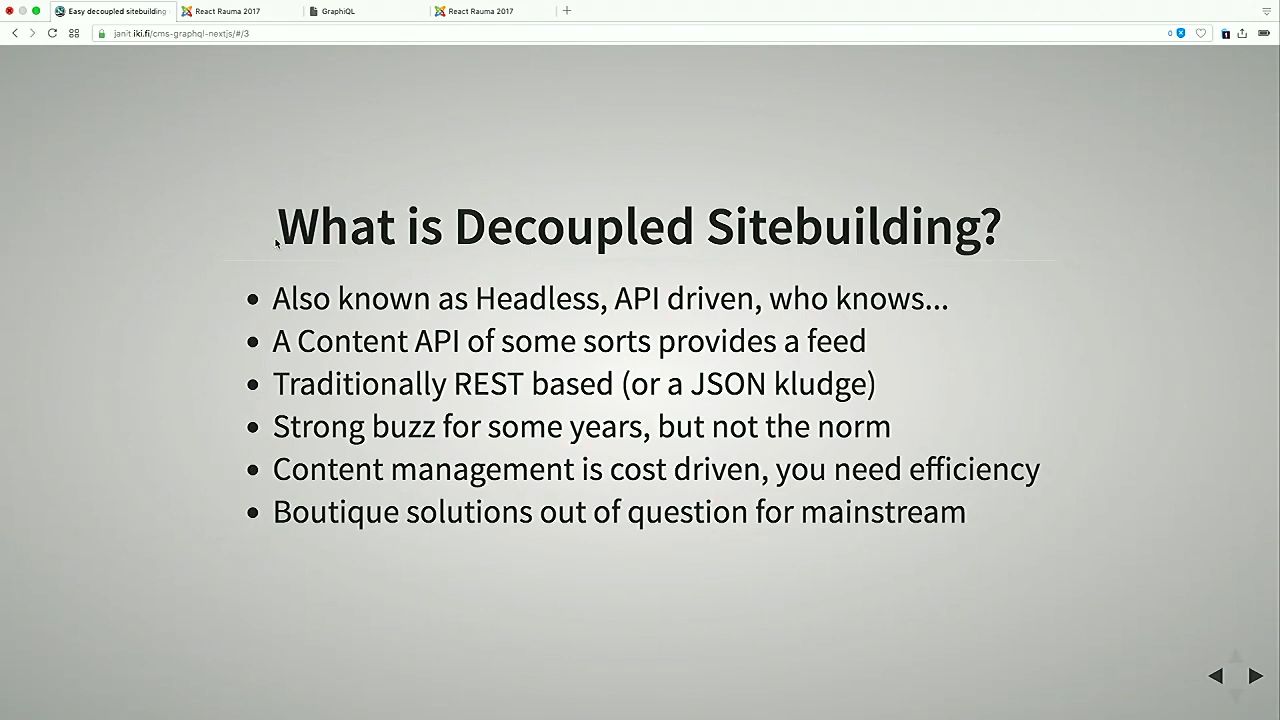 Easy decoupled sitebuilding
React Rauma 2017
GraphiQL
React Rauma 2017
janit.iki.fi/cms-graphql-nextjs/#/3
0
What is Decoupled Sitebuilding?
Also known as Headless, API driven, who knows...
A Content API of some sorts provides a feed
Traditionally REST based (or a JSON kludge)
Strong buzz for some years, but not the norm
Content management is cost driven, you need efficiency
Boutique solutions out of question for mainstream